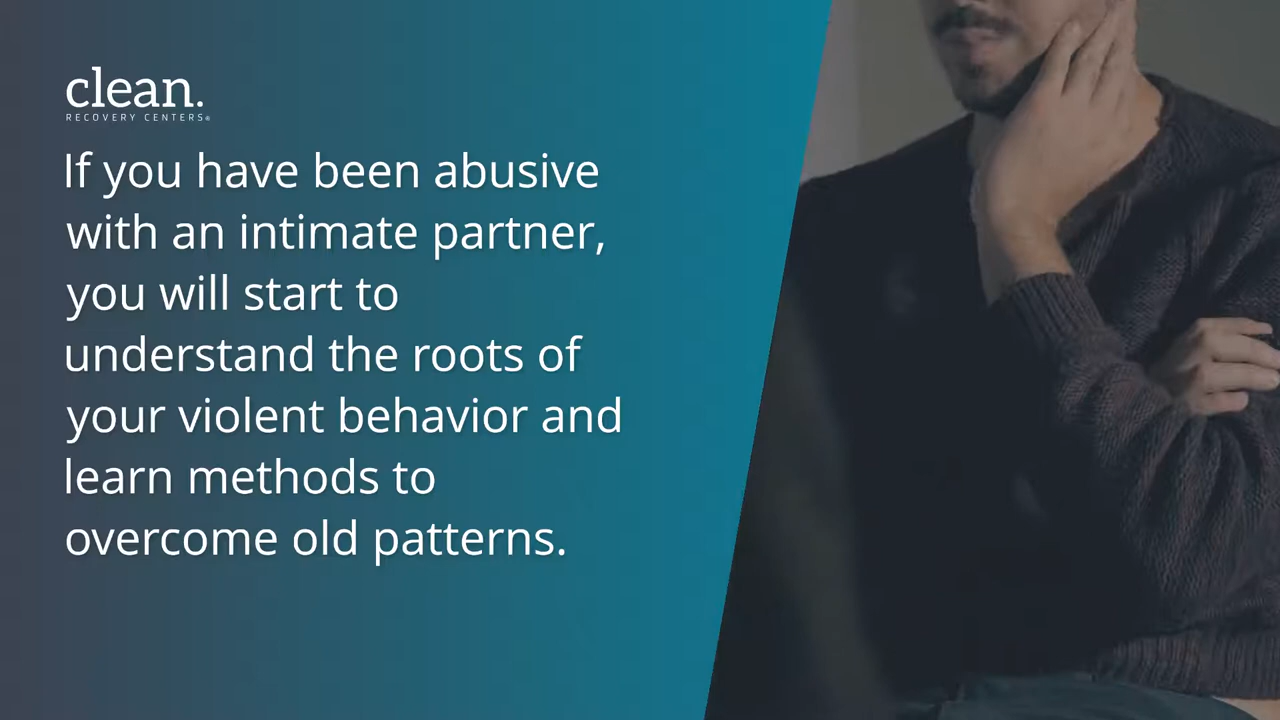 clean.
RECOVERY CENTERS®
If you have been abusive
with an intimate partner,
you will start to
understand the roots of
your violent behavior and
learn methods to
overcome old patterns.